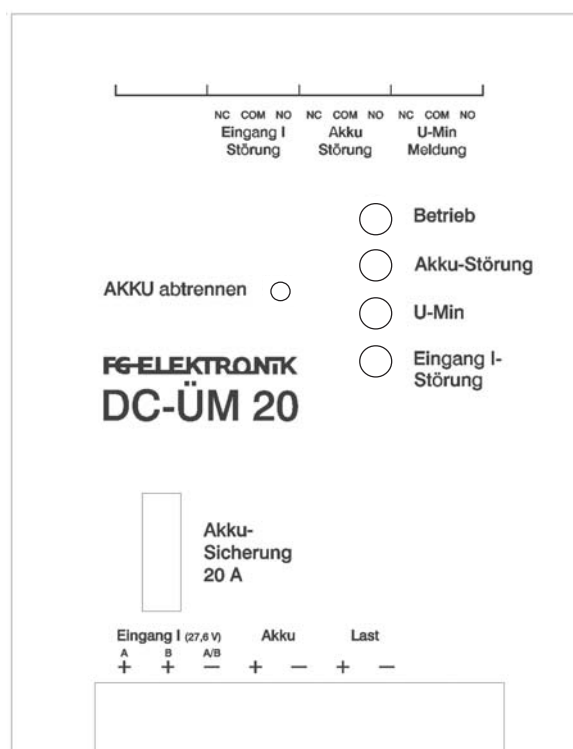 NC COM NO NC COM NO NC COM NO
Eingang I Akku U-Min
Störung Störung Meldung
Betrieb
Akku-Störung
AKKU abtrennen
U-Min
Eingang I-
Störung
FG-ELEKTRONIK
DC-ÜM 20
Akku-
Sicherung
20 A
Eingang I (27,6 V) Akku Last
A B A/B
+ + − + − + −